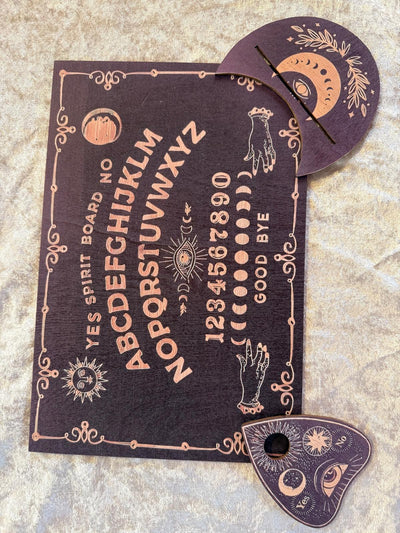 YES SPIRIT BOARD NO
ABCDEFGHIJKLM
NOPQRSTUVWXYZ
1234567890
GOOD BYE
Yes
No